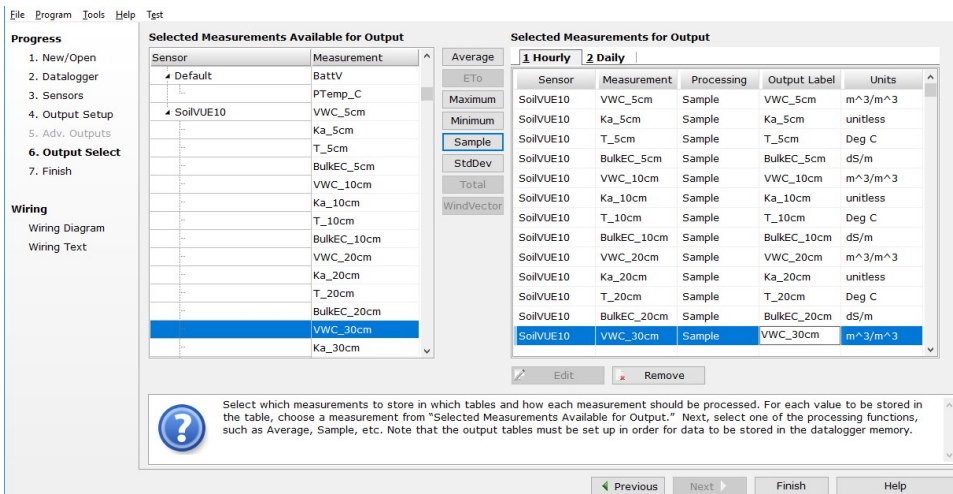 File Program Tools Help Test
Progress
1. New/Open
2. Datalogger
3. Sensors
4. Output Setup
5. Adv. Outputs
6. Output Select
7. Finish
Wiring
Wiring Diagram
Wiring Text
Selected Measurements Available for Output
Sensor Measurement
Default BattV
PTemp_C
SoilVUE10 VWC_5cm
Ka_5cm
T_5cm
BulkEC_5cm
VWC_10cm
Ka_10cm
T_10cm
BulkEC_10cm
VWC_20cm
Ka_20cm
T_20cm
BulkEC_20cm
VWC_30cm
Ka_30cm
Average
ETo
Maximum
Minimum
Sample
StdDev
Total
WindVector
Selected Measurements for Output
1 Hourly 2 Daily
Sensor Measurement Processing Output Label Units
SoilVUE10 VWC_5cm Sample VWC_5cm m^3/m^3
SoilVUE10 Ka_5cm Sample Ka_5cm unitless
SoilVUE10 T_5cm Sample T_5cm Deg C
SoilVUE10 BulkEC_5cm Sample BulkEC_5cm dS/m
SoilVUE10 VWC_10cm Sample VWC_10cm m^3/m^3
SoilVUE10 Ka_10cm Sample Ka_10cm unitless
SoilVUE10 T_10cm Sample T_10cm Deg C
SoilVUE10 BulkEC_10cm Sample BulkEC_10cm dS/m
SoilVUE10 VWC_20cm Sample VWC_20cm m^3/m^3
SoilVUE10 Ka_20cm Sample Ka_20cm unitless
SoilVUE10 T_20cm Sample T_20cm Deg C
SoilVUE10 BulkEC_20cm Sample BulkEC_20cm dS/m
SoilVUE10 VWC_30cm Sample VWC_30cm m^3/m^3
Edit Remove
Select which measurements to store in which tables and how each measurement should be processed. For each value to be stored in
the table, choose a measurement from “Selected Measurements Available for Output.” Next, select one of the processing functions,
such as Average, Sample, etc. Note that the output tables must be set up in order for data to be stored in the datalogger memory.
Previous Next Finish Help